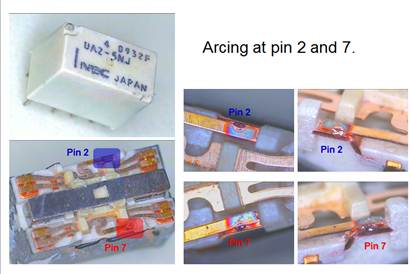 Arcing at pin 2 and 7.
4 0932F
UA2-5NJ
NEC
JAPAN
Pin 2
Pin 7
Pin 2
Pin 2
Pin 7
Pin 7